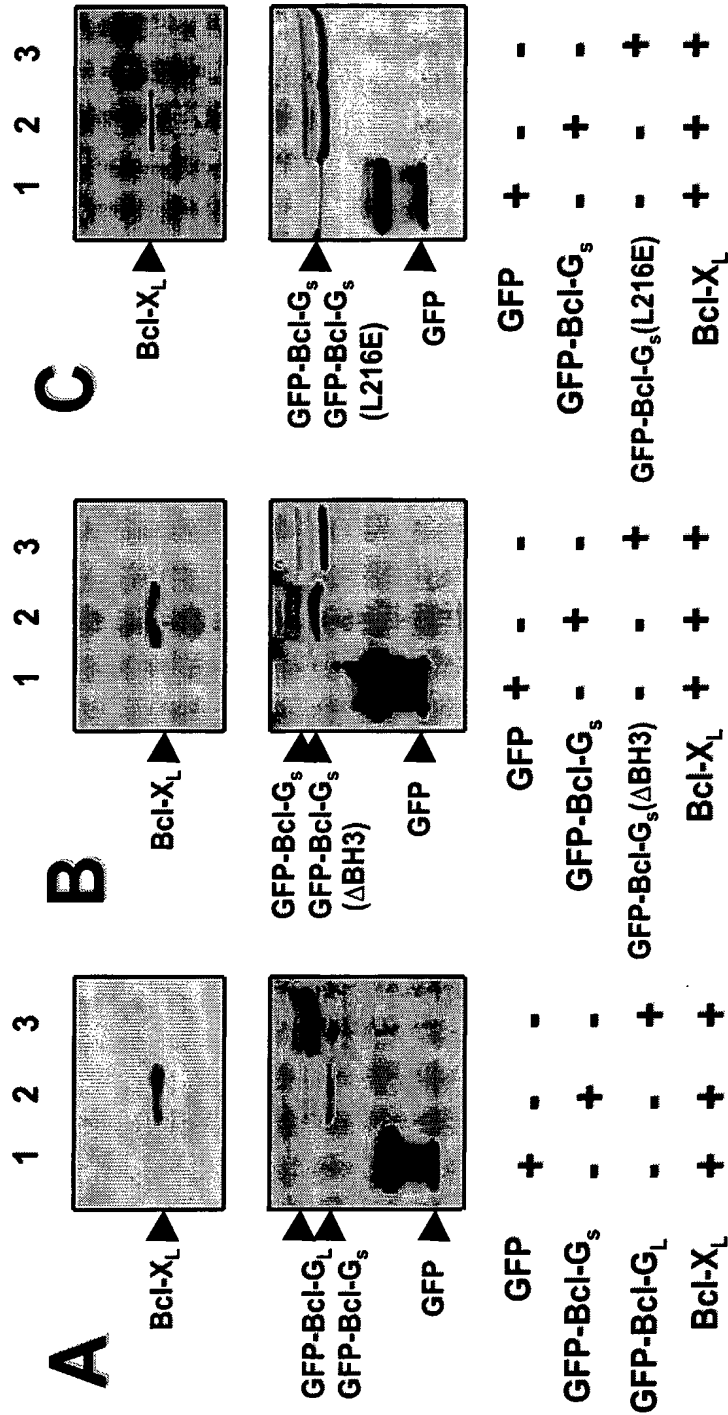 A
1 2 3
Bcl-XL
GFP-Bcl-GL
GFP-Bcl-Gs
GFP
GFP + - -
GFP-Bcl-Gs - + -
GFP-Bcl-GL - - +
Bcl-XL + + +
B
1 2 3
Bcl-XL
GFP-Bcl-Gs
GFP-Bcl-Gs
(ΔBH3)
GFP
GFP + - -
GFP-Bcl-Gs - + -
GFP-Bcl-Gs(ΔBH3) - - +
Bcl-XL + + +
C
1 2 3
Bcl-XL
GFP-Bcl-Gs
GFP-Bcl-Gs
(L216E)
GFP
GFP + - -
GFP-Bcl-Gs - + -
GFP-Bcl-Gs(L216E) - - +
Bcl-XL + + +